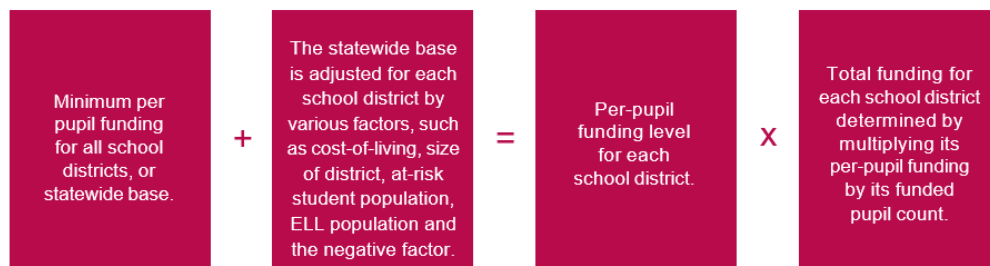 Minimum per
pupil funding
for all school
districts, or
statewide base.
+
The statewide base
is adjusted for each
school district by
various factors, such
as cost-of-living, size
of district, at-risk
student population,
ELL population and
the negative factor.
=
Per-pupil
funding level
for each
school district.
x
Total funding for
each school district
determined by
multiplying its
per-pupil funding
by its funded
pupil count.